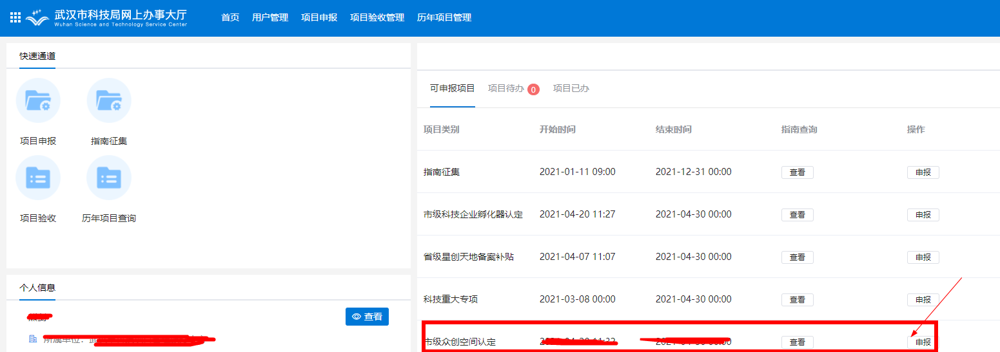 武汉市科技局网上办事大厅
Wuhan Science and Technology Service Center
首页 用户管理 项目申报 项目验收管理 历年项目管理
快速通道
项目申报 指南征集
项目验收 历年项目查询
个人信息
查看
所属单位:
可申报项目 项目待办 0 项目已办
项目类别 开始时间 结束时间 指南查询 操作
指南征集 2021-01-11 09:00 2021-12-31 00:00 查看 申报
市级科技企业孵化器认定 2021-04-20 11:27 2021-04-30 00:00 查看 申报
省级星创天地备案补贴 2021-04-07 11:07 2021-04-30 00:00 查看 申报
科技重大专项 2021-03-08 00:00 2021-04-30 00:00 查看 申报
市级众创空间认定 查看 申报